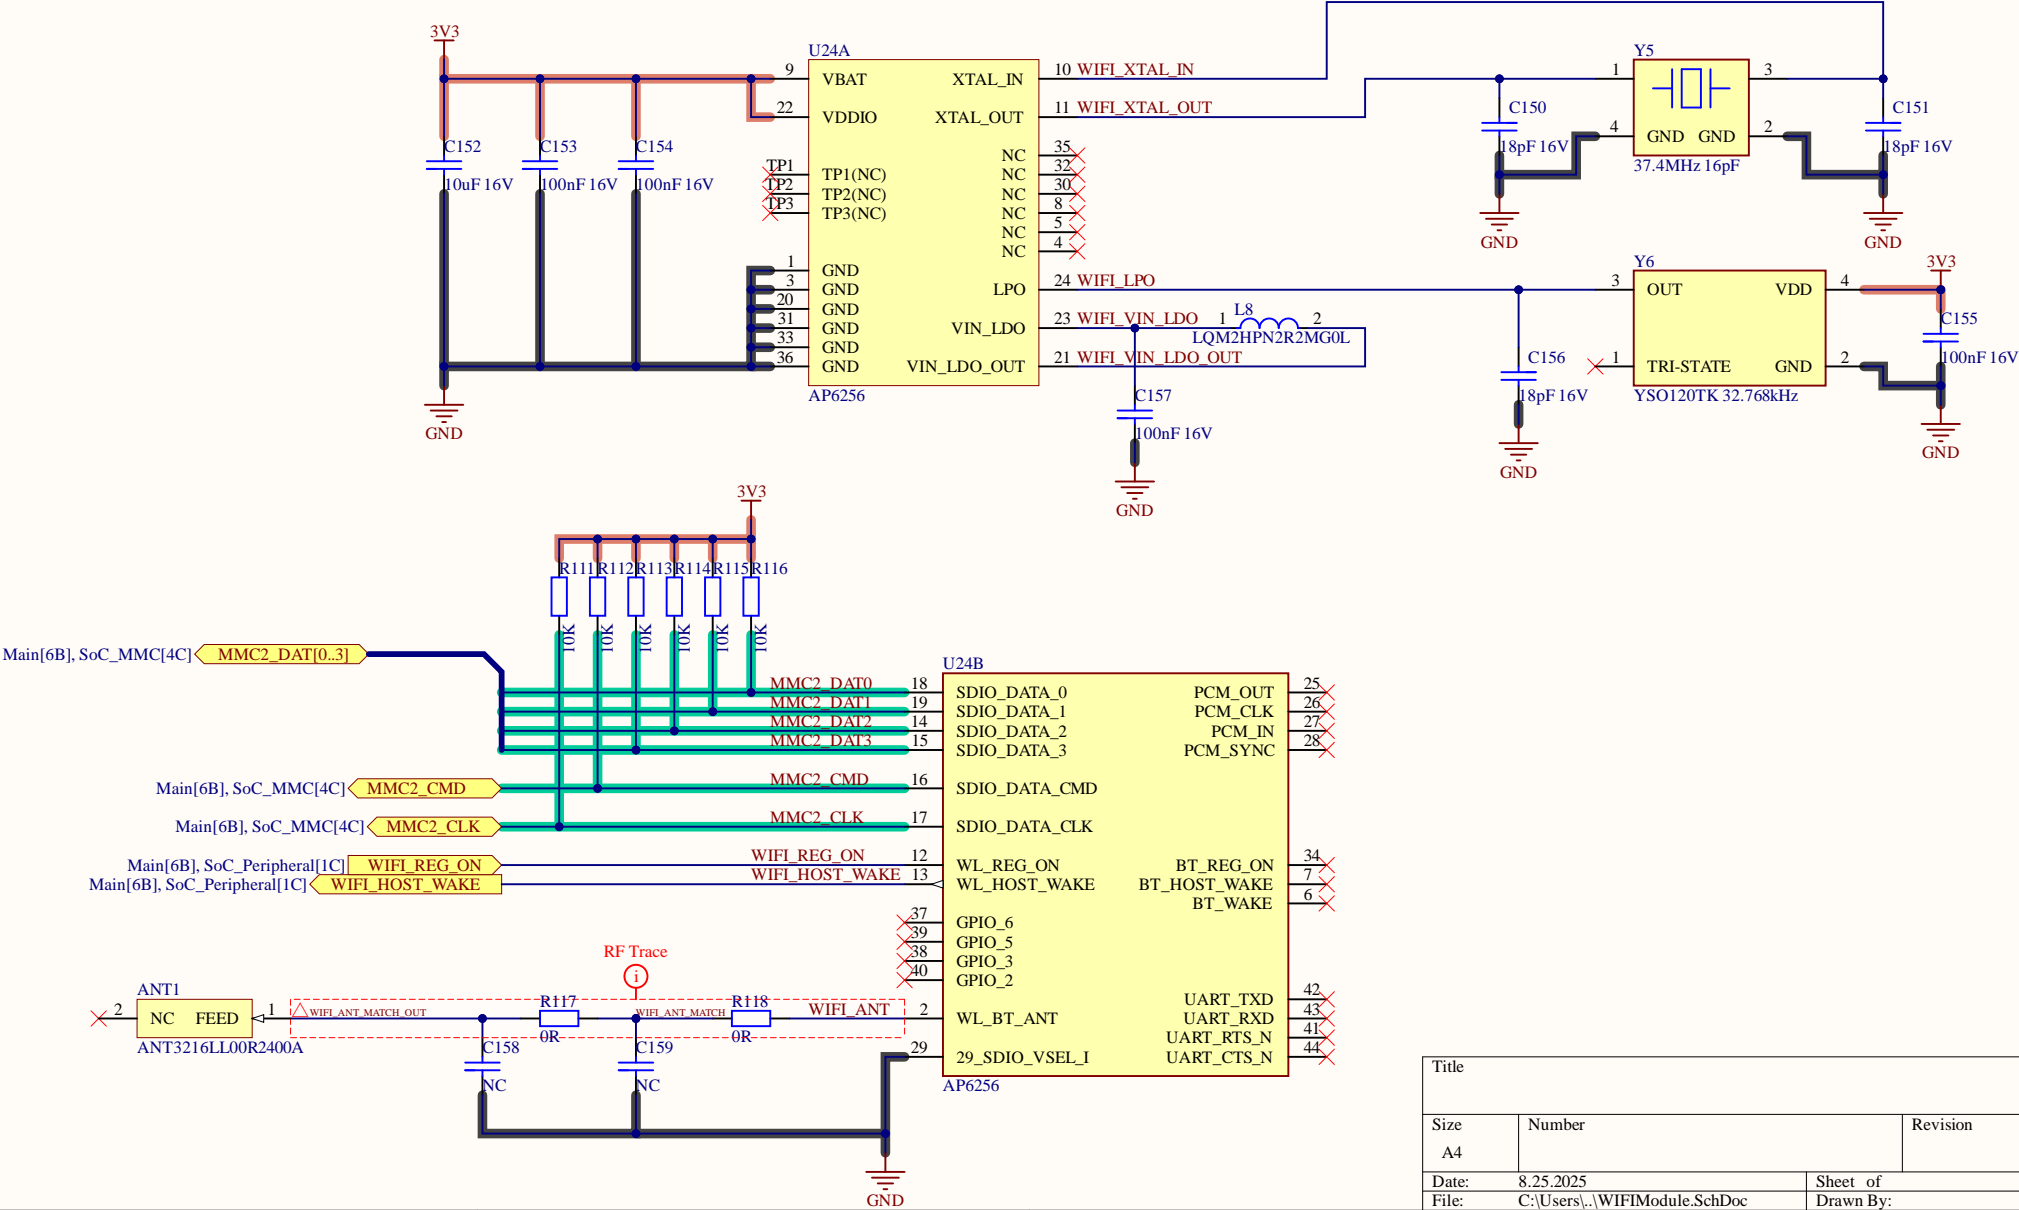 3V3
U24A
9 VBAT
22 VDDIO
TP1 TP1(NC)
TP2 TP2(NC)
TP3 TP3(NC)
1 GND
3 GND
20 GND
31 GND
33 GND
36 GND
XTAL_IN 10 WIFI_XTAL_IN
XTAL_OUT 11 WIFI_XTAL_OUT
NC 35
NC 32
NC 30
NC 8
NC 5
NC 4
LPO 24 WIFI_LPO
VIN_LDO 23 WIFI_VIN_LDO
VIN_LDO_OUT 21 WIFI_VIN_LDO_OUT
AP6256
C152
10uF 16V
C153
100nF 16V
C154
100nF 16V
GND
1 L8 2
LQM2HPN2R2MG0L
C157
100nF 16V
GND
Y5
1 3
4 GND GND 2
37.4MHz 16pF
C150
18pF 16V
GND
C151
18pF 16V
GND
Y6
3 OUT VDD 4
1 TRI-STATE GND 2
YSO120TK 32.768kHz
3V3
C155
100nF 16V
GND
C156
18pF 16V
GND
3V3
R111 R112 R113 R114 R115 R116
10K 10K 10K 10K 10K 10K
Main[6B], SoC_MMC[4C] MMC2_DAT[0..3]
Main[6B], SoC_MMC[4C] MMC2_CMD
Main[6B], SoC_MMC[4C] MMC2_CLK
Main[6B], SoC_Peripheral[1C] WIFI_REG_ON
Main[6B], SoC_Peripheral[1C] WIFI_HOST_WAKE
U24B
MMC2_DAT0 18 SDIO_DATA_0
MMC2_DAT1 19 SDIO_DATA_1
MMC2_DAT2 14 SDIO_DATA_2
MMC2_DAT3 15 SDIO_DATA_3
MMC2_CMD 16 SDIO_DATA_CMD
MMC2_CLK 17 SDIO_DATA_CLK
WIFI_REG_ON 12 WL_REG_ON
WIFI_HOST_WAKE 13 WL_HOST_WAKE
37 GPIO_6
39 GPIO_5
38 GPIO_3
40 GPIO_2
WIFI_ANT 2 WL_BT_ANT
29 29_SDIO_VSEL_I
PCM_OUT 25
PCM_CLK 26
PCM_IN 27
PCM_SYNC 28
BT_REG_ON 34
BT_HOST_WAKE 7
BT_WAKE 6
UART_TXD 42
UART_RXD 43
UART_RTS_N 41
UART_CTS_N 44
AP6256
RF Trace
i
ANT1
2 NC FEED 1
ANT3216LL00R2400A
WIFI_ANT_MATCH_OUT
R117
0R
WIFI_ANT_MATCH
R118
0R
C158
NC
C159
NC
GND
Title
Size Number Revision
A4
Date: 8.25.2025 Sheet of
File: C:\Users\..\WIFIModule.SchDoc Drawn By: